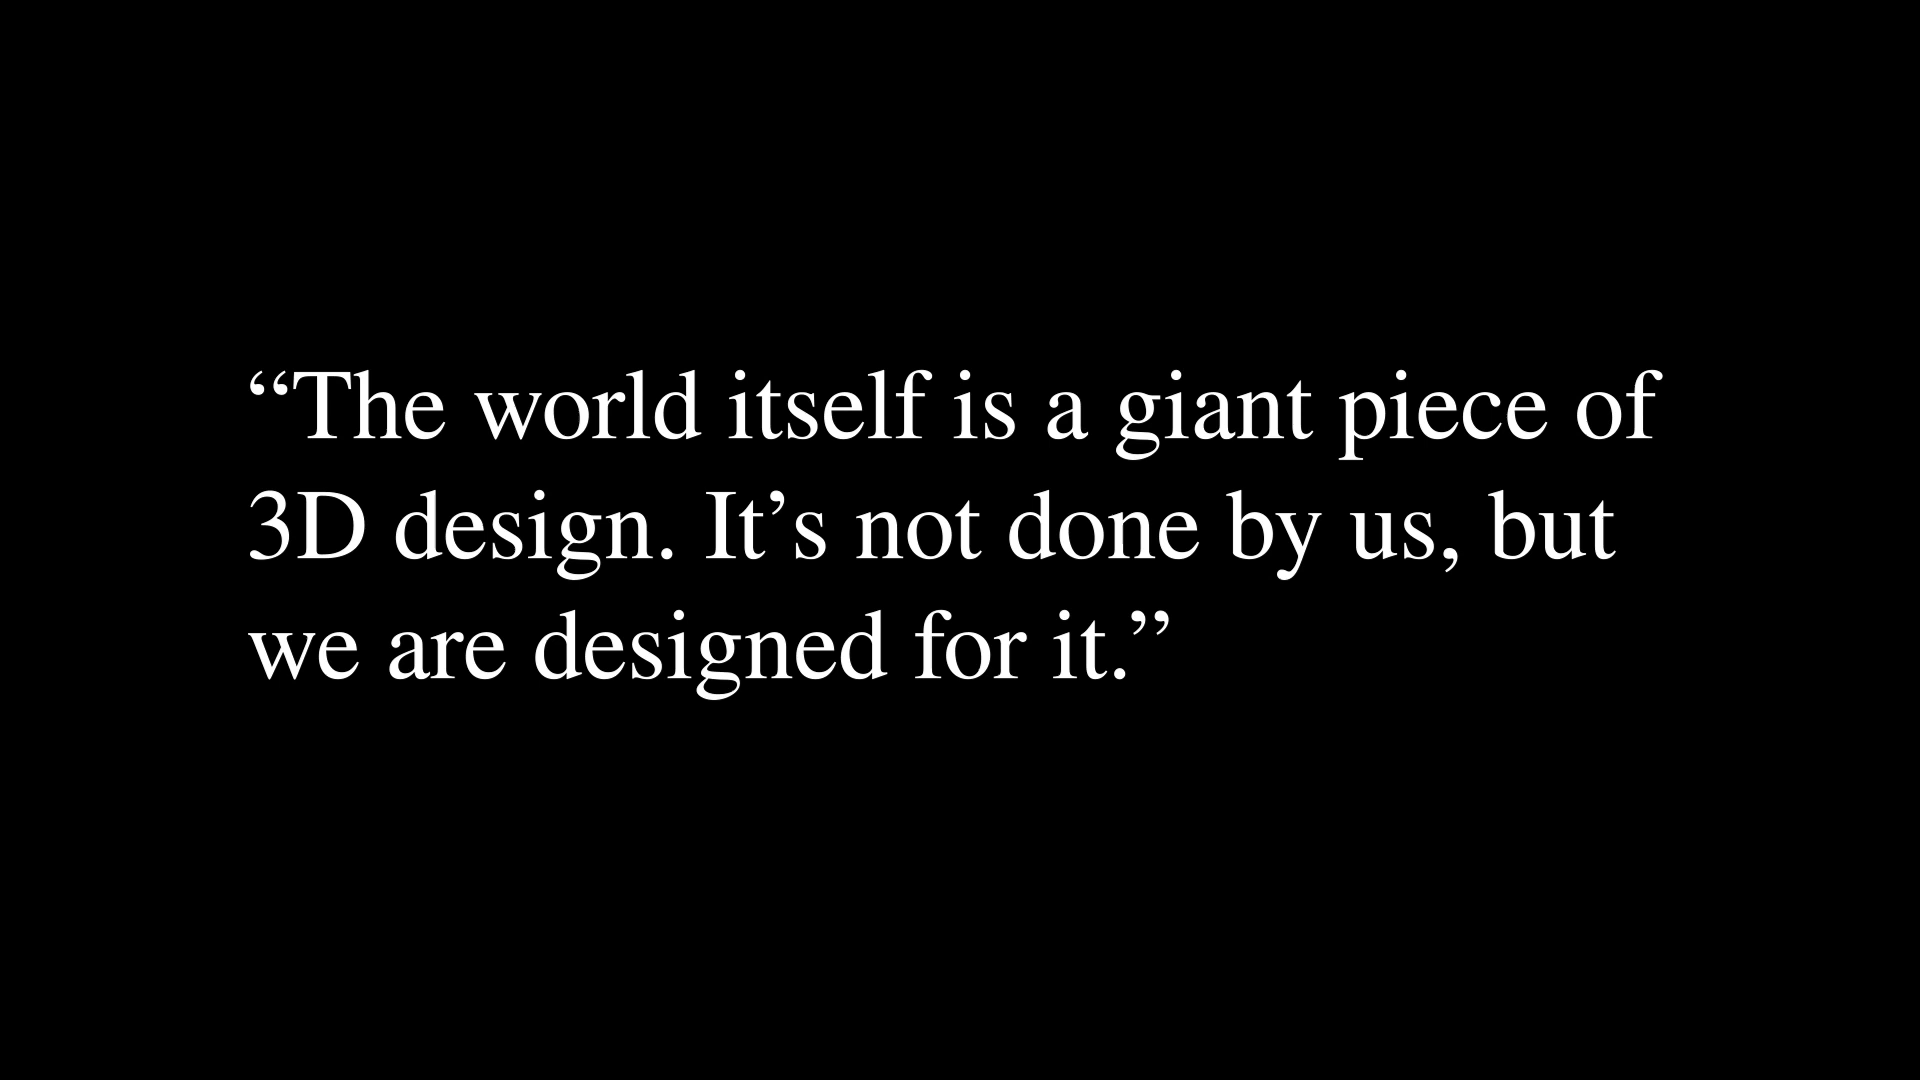 “The world itself is a giant piece of
3D design. It’s not done by us, but
we are designed for it.”